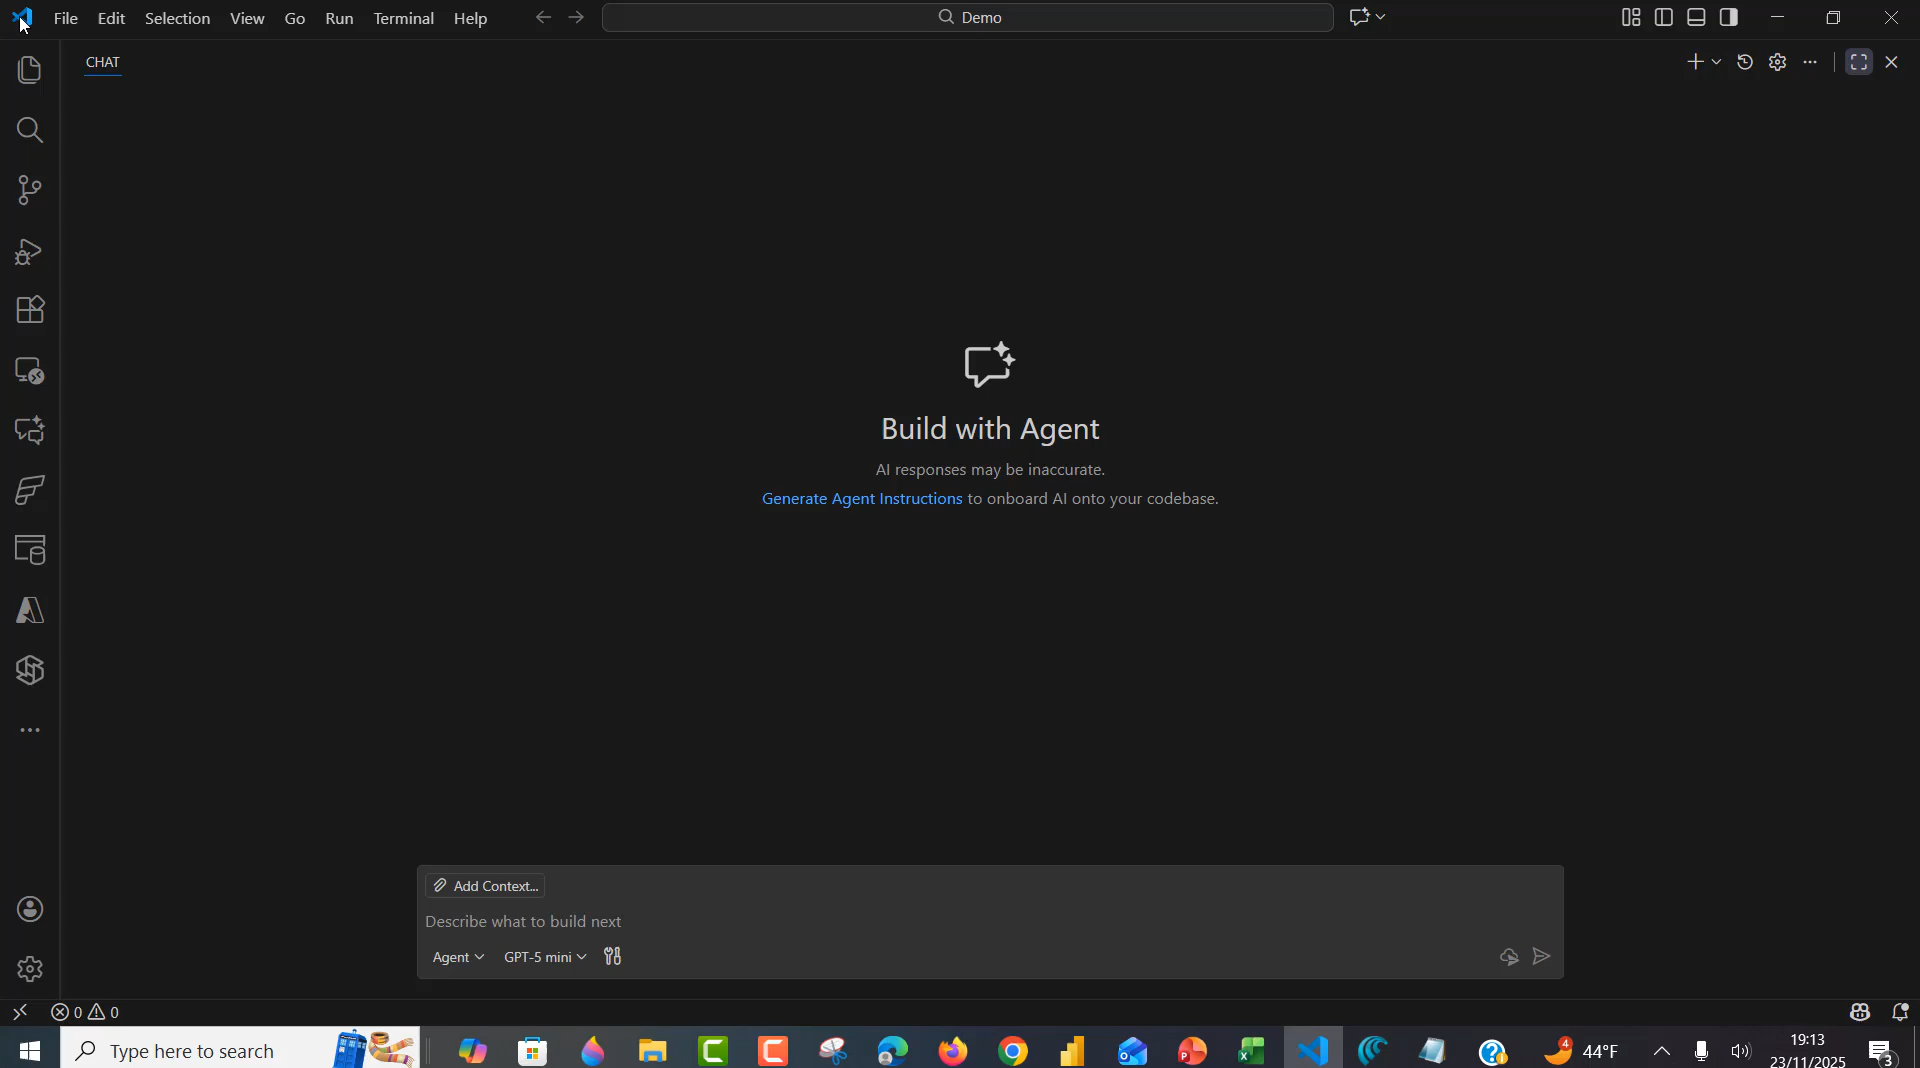 File Edit Selection View Go Run Terminal Help
Demo
CHAT
Build with Agent
AI responses may be inaccurate.
Generate Agent Instructions to onboard AI onto your codebase.
Add Context...
Describe what to build next
Agent
GPT-5 mini
0 0
Type here to search
4
44°F
19:13
23/11/2025
3